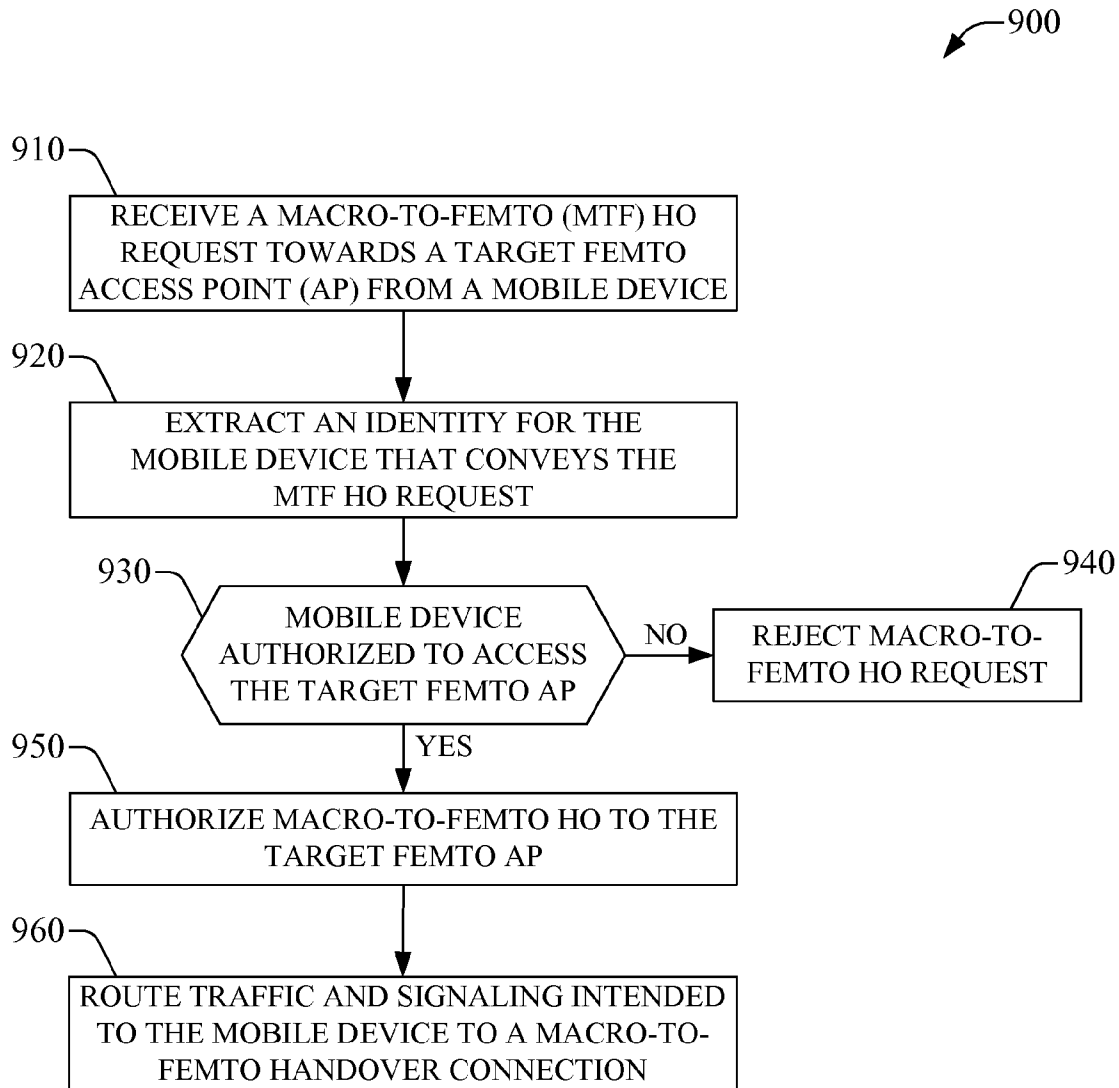 900
910
RECEIVE A MACRO-TO-FEMTO (MTF) HO
REQUEST TOWARDS A TARGET FEMTO
ACCESS POINT (AP) FROM A MOBILE DEVICE
920
EXTRACT AN IDENTITY FOR THE
MOBILE DEVICE THAT CONVEYS THE
MTF HO REQUEST
930
MOBILE DEVICE
AUTHORIZED TO ACCESS
THE TARGET FEMTO AP
NO
940
REJECT MACRO-TO-
FEMTO HO REQUEST
YES
950
AUTHORIZE MACRO-TO-FEMTO HO TO THE
TARGET FEMTO AP
960
ROUTE TRAFFIC AND SIGNALING INTENDED
TO THE MOBILE DEVICE TO A MACRO-TO-
FEMTO HANDOVER CONNECTION